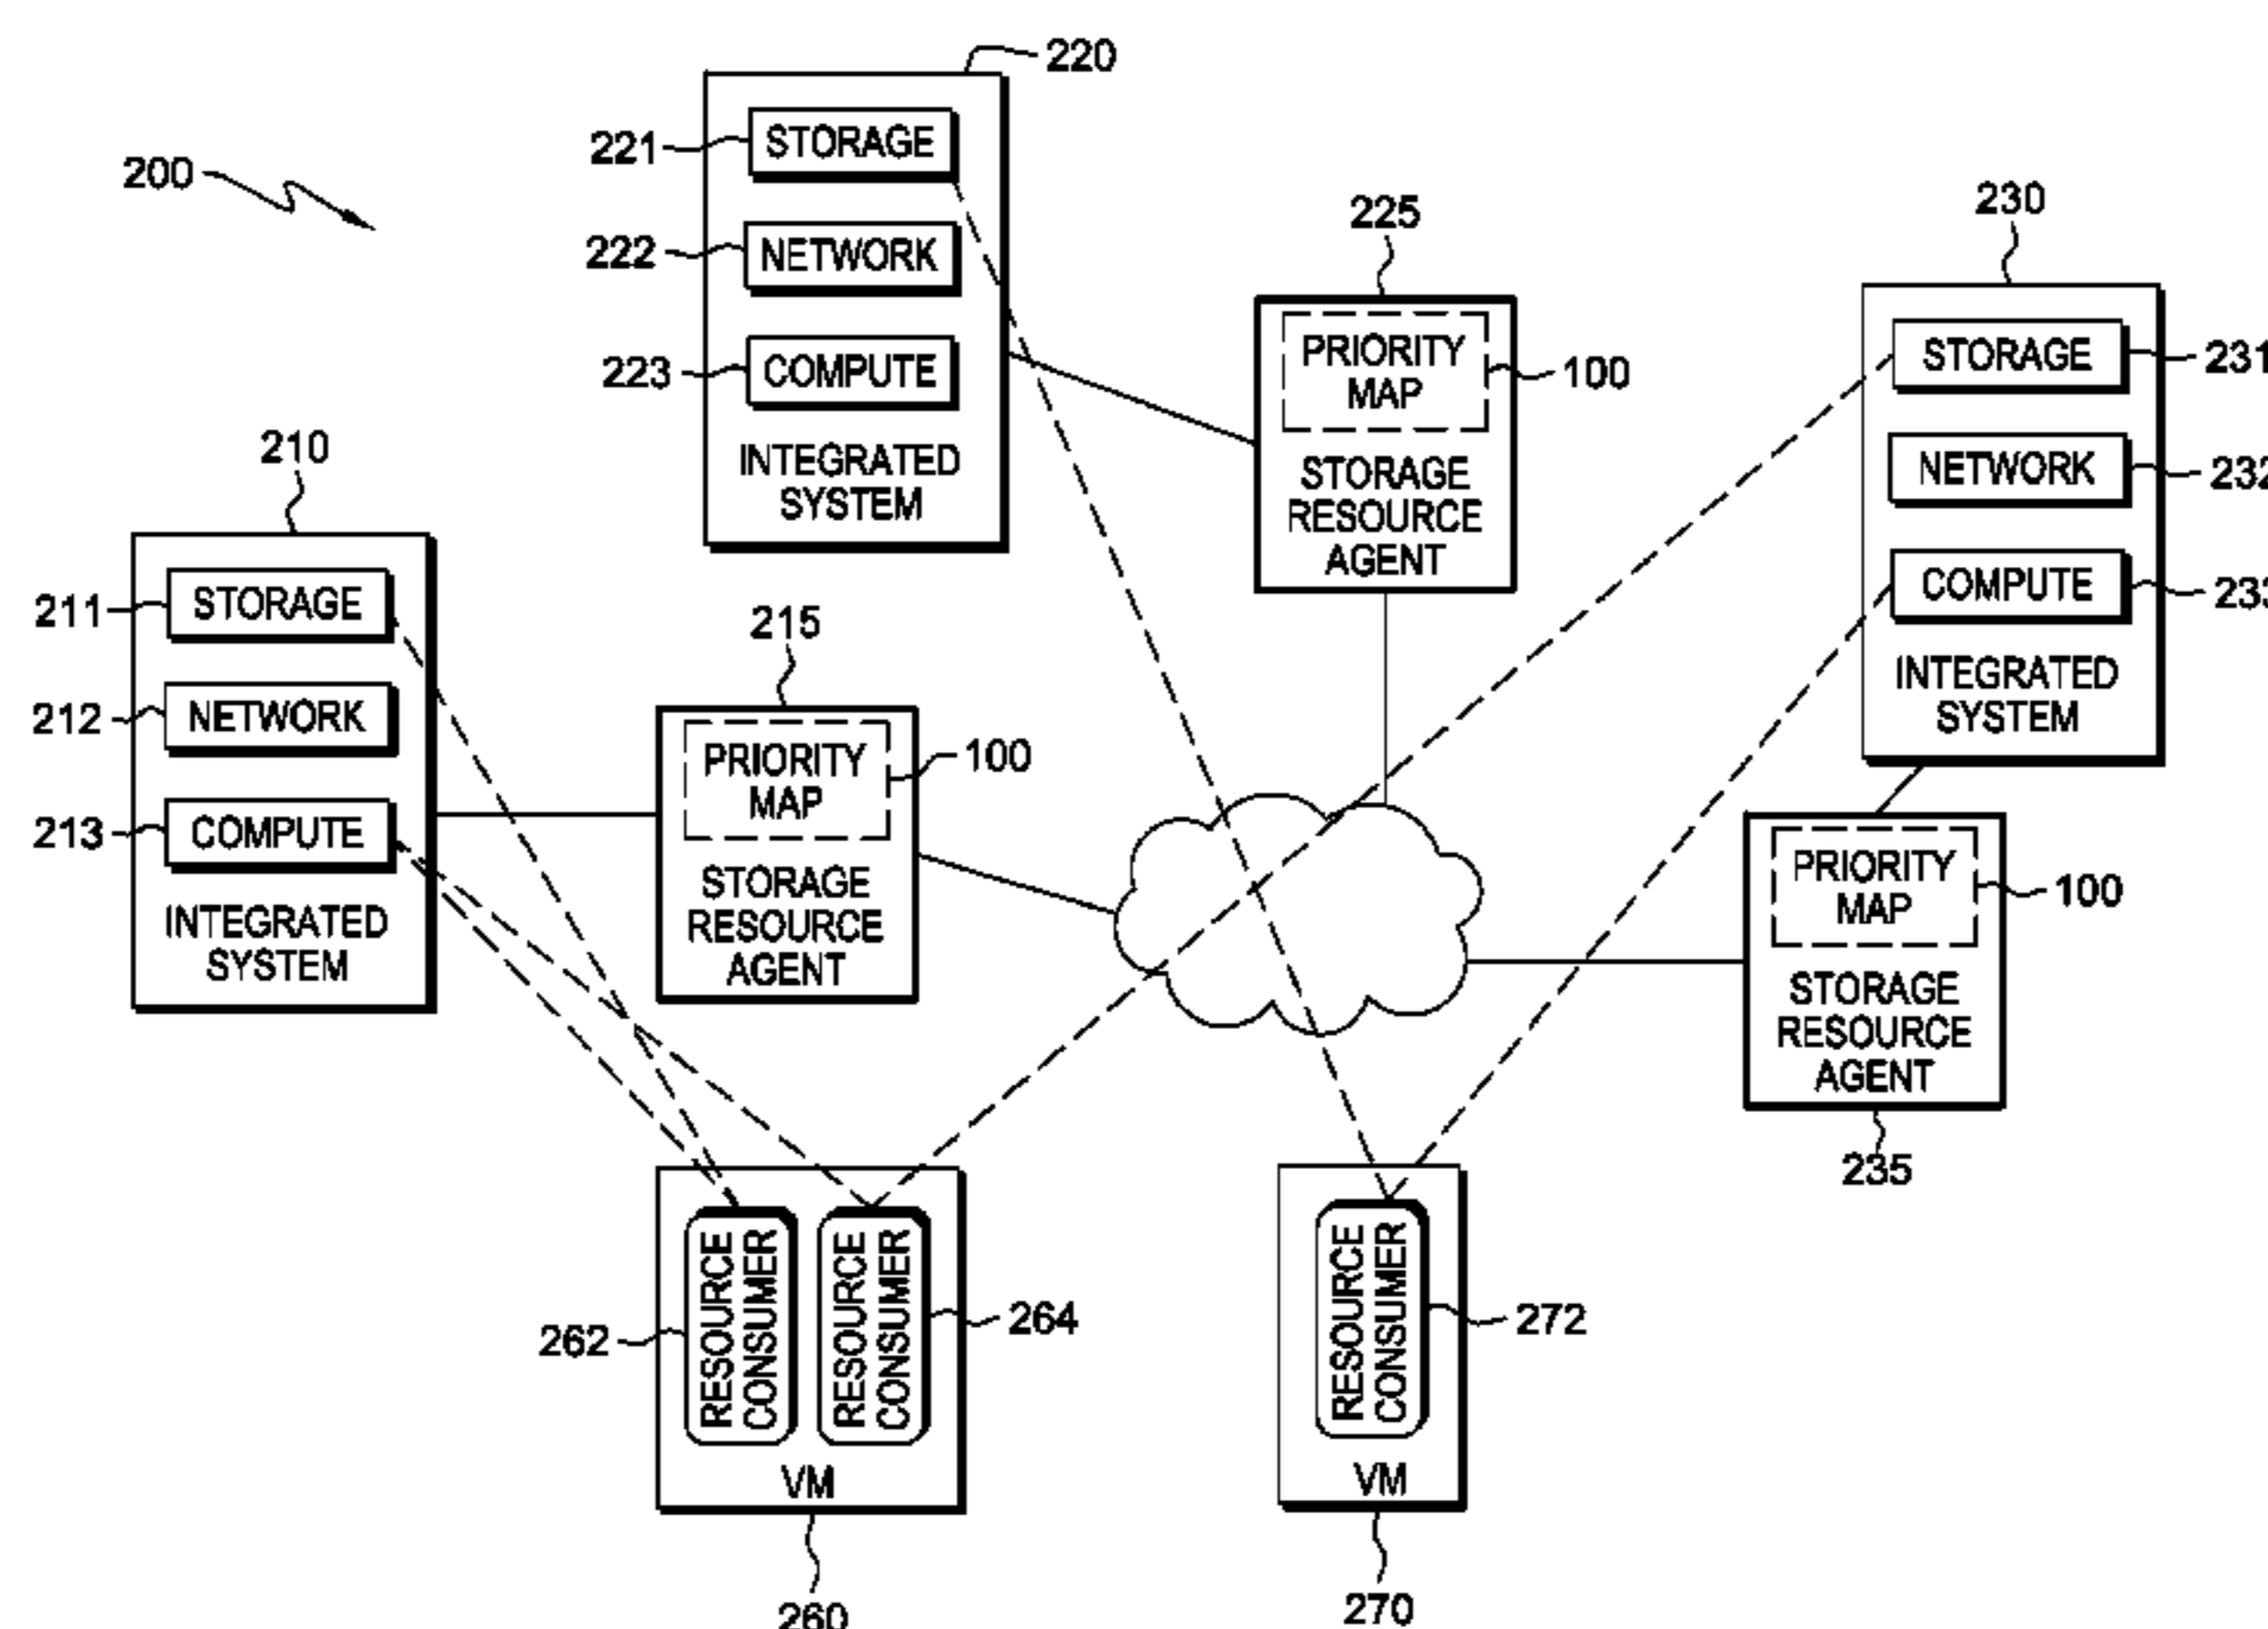 200
220
221
STORAGE
222
NETWORK
223
COMPUTE
INTEGRATED
SYSTEM
225
PRIORITY
MAP
100
STORAGE
RESOURCE
AGENT
230
STORAGE
231
NETWORK
232
COMPUTE
233
INTEGRATED
SYSTEM
210
211
STORAGE
212
NETWORK
213
COMPUTE
INTEGRATED
SYSTEM
215
PRIORITY
MAP
100
STORAGE
RESOURCE
AGENT
PRIORITY
MAP
100
STORAGE
RESOURCE
AGENT
235
262
RESOURCE
CONSUMER
RESOURCE
CONSUMER
264
VM
260
RESOURCE
CONSUMER
272
VM
270